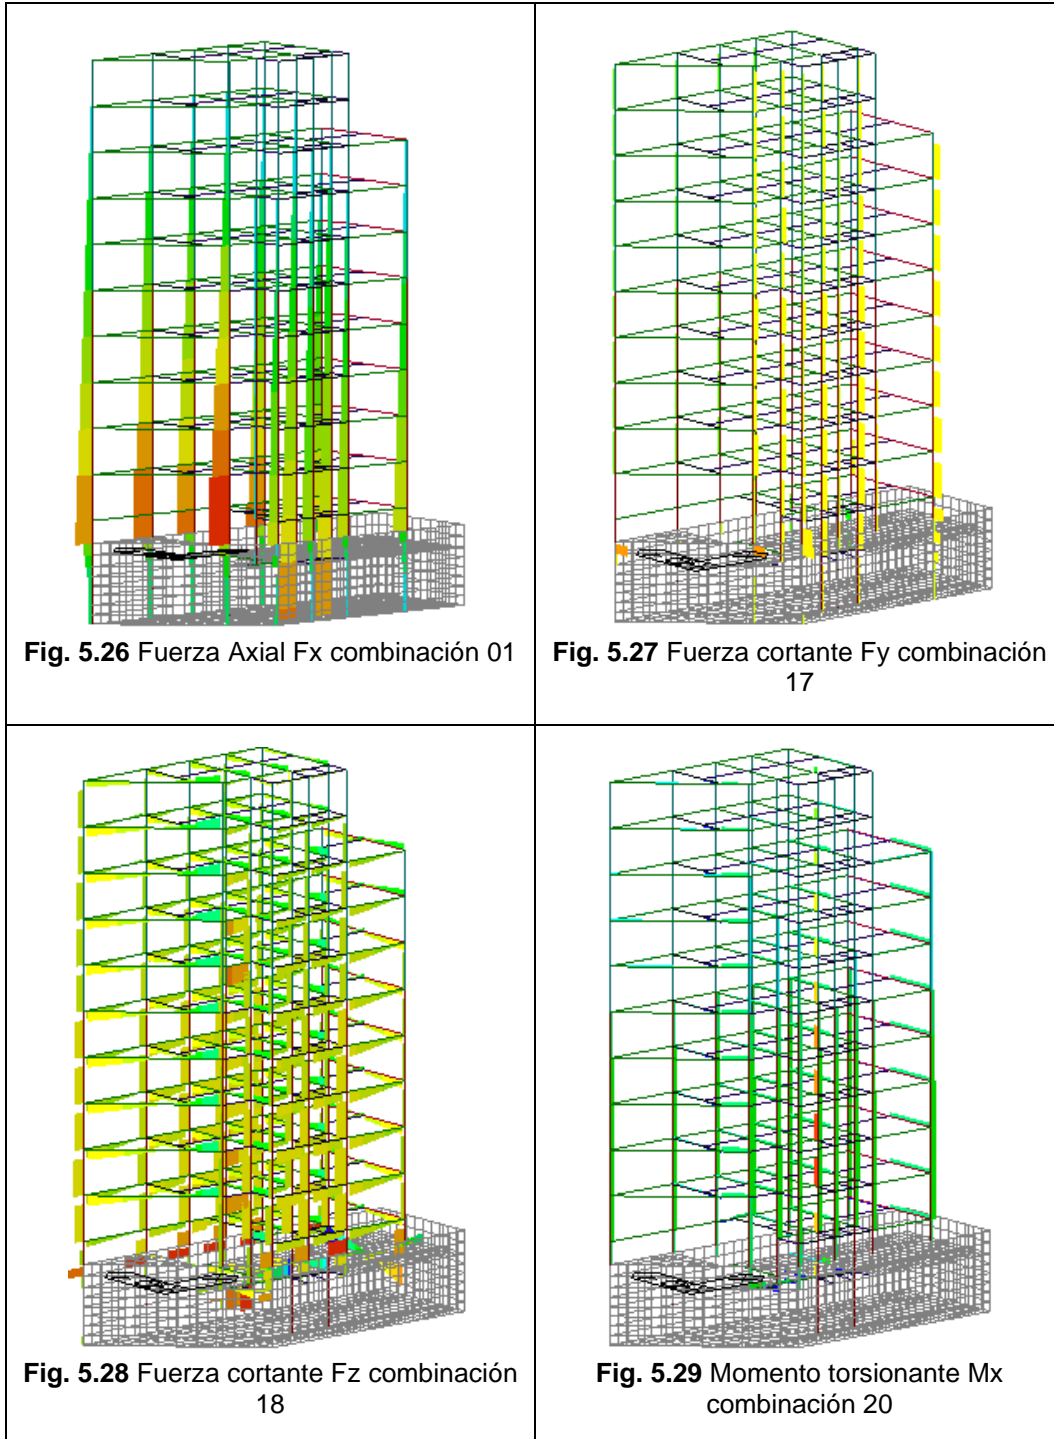 Fig. 5.26 Fuerza Axial Fx combinación 01
Fig. 5.27 Fuerza cortante Fy combinación
17
Fig. 5.28 Fuerza cortante Fz combinación
18
Fig. 5.29 Momento torsionante Mx
combinación 20